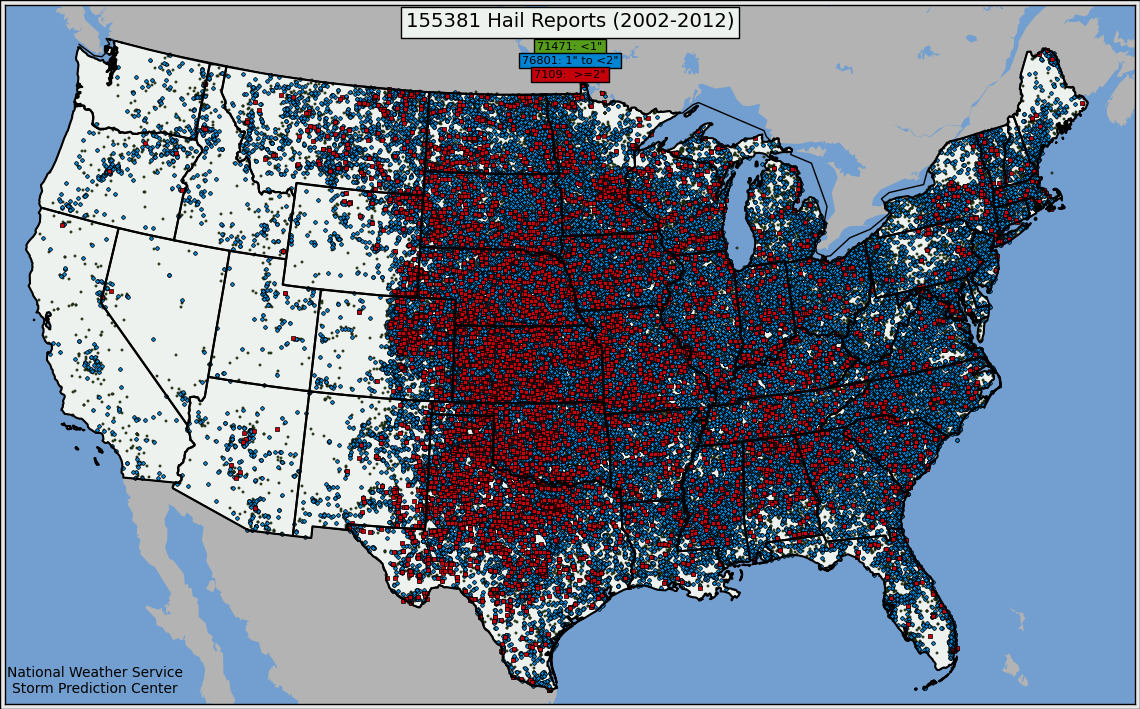 155381 Hail Reports (2002-2012)
71471: <1"
76801: 1" to <2"
7109 : >=2"
National Weather Service
Storm Prediction Center